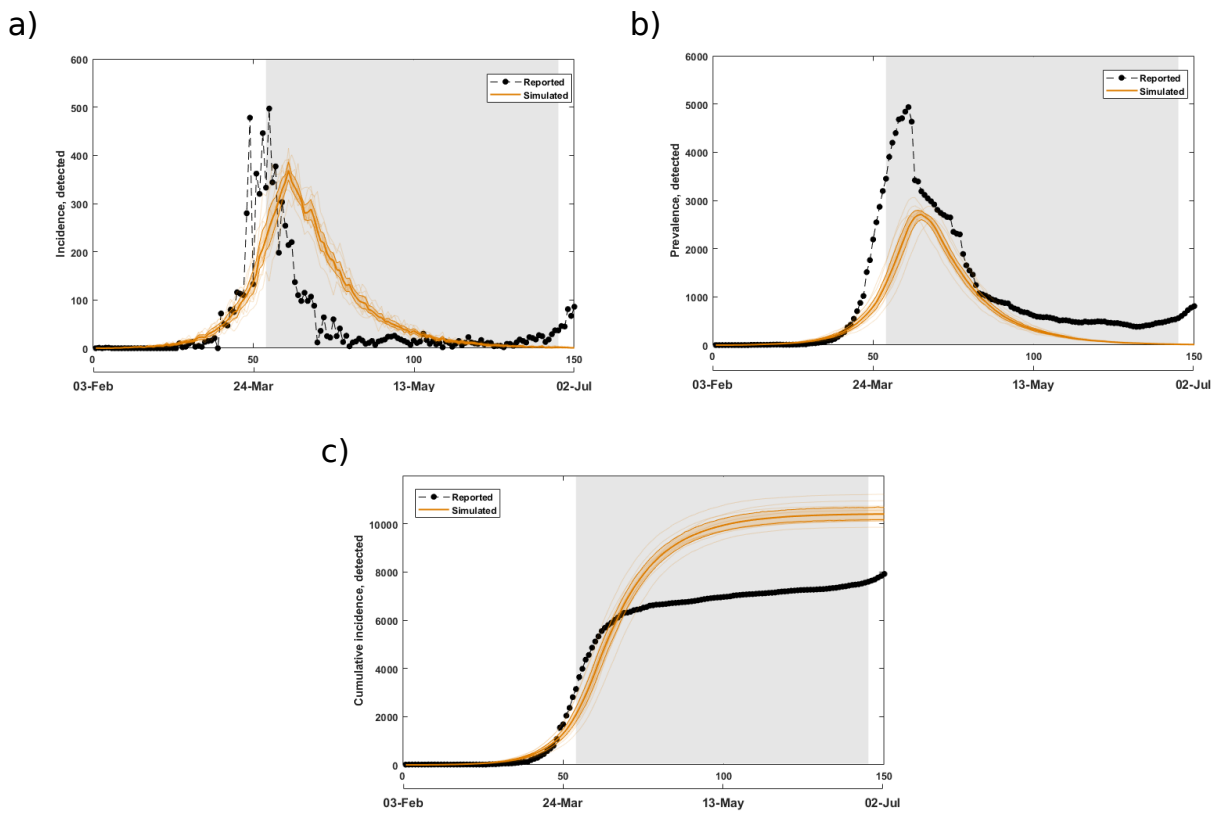 a)
600
500
400
300
200
100
0
Incidence, detected
Reported
Simulated
0 50 100 150
03-Feb 24-Mar 13-May 02-Jul
b)
6000
5000
4000
3000
2000
1000
0
Prevalence, detected
Reported
Simulated
0 50 100 150
03-Feb 24-Mar 13-May 02-Jul
c)
10000
8000
6000
4000
2000
0
Cumulative incidence, detected
Reported
Simulated
0 50 100 150
03-Feb 24-Mar 13-May 02-Jul